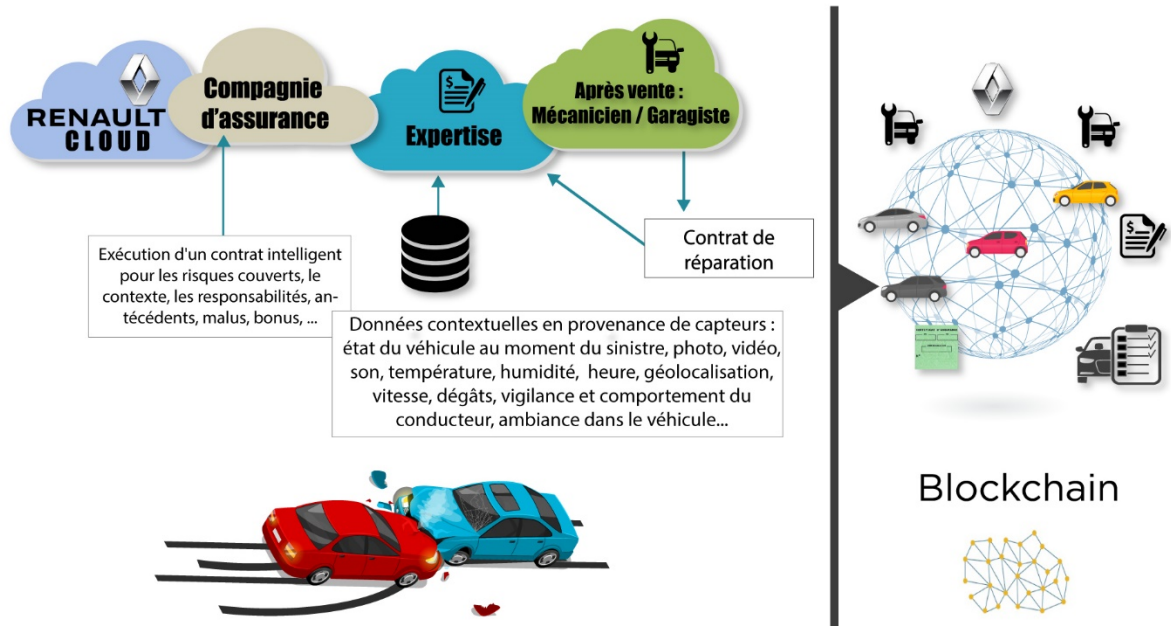 RENAULT
CLOUD
Compagnie
d'assurance
Expertise
Après vente :
Mécanicien / Garagiste
Exécution d'un contrat intelligent
pour les risques couverts, le
contexte, les responsabilités, an-
técédents, malus, bonus, ...
Contrat de
réparation
Données contextuelles en provenance de capteurs :
état du véhicule au moment du sinistre, photo, vidéo,
son, température, humidité, heure, géolocalisation,
vitesse, dégâts, vigilance et comportement du
conducteur, ambiance dans le véhicule...
Blockchain